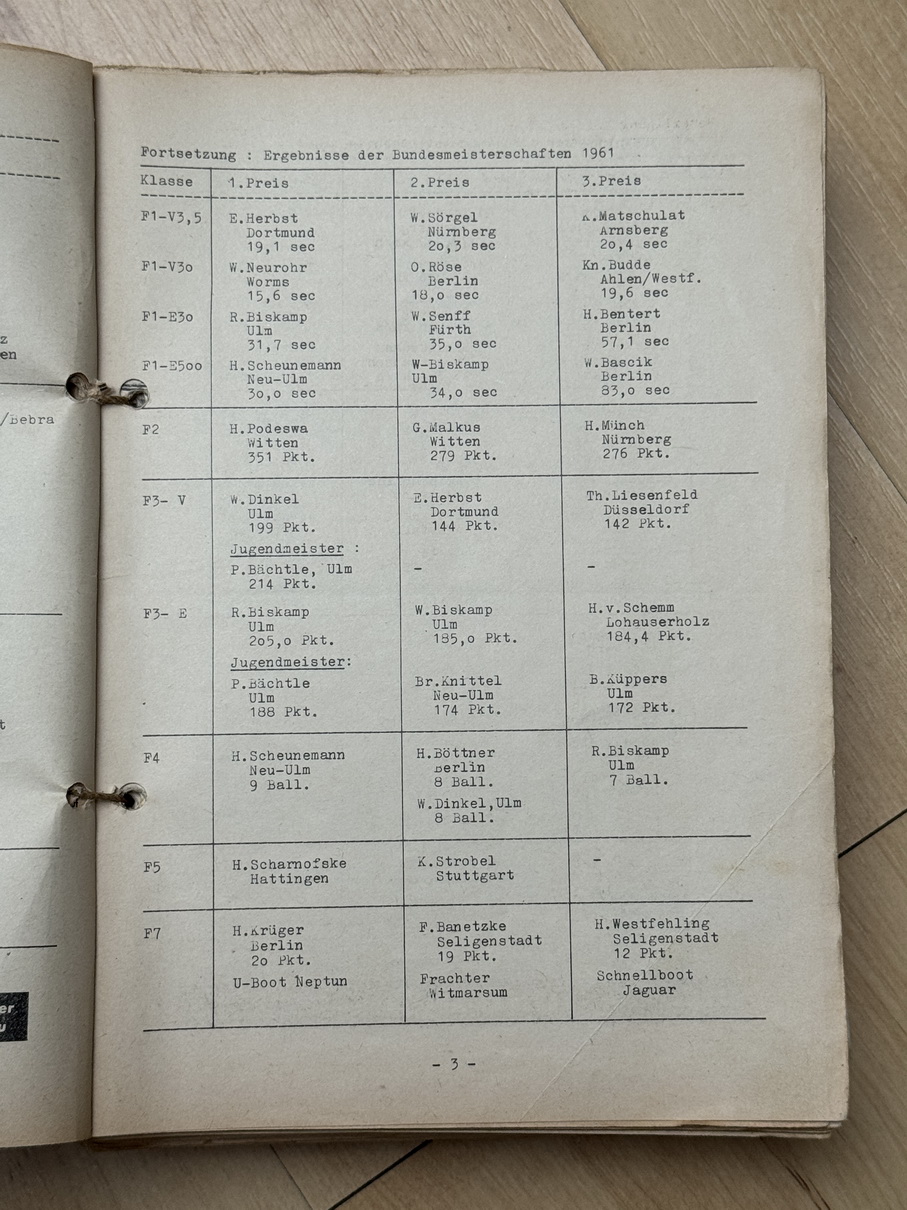 z
en
/Bebra
t
er
u
Fortsetzung : Ergebnisse der Bundesmeisterschaften 1961
Klasse 1.Preis 2.Preis 3.Preis
F1-V3,5 E.Herbst W.Sörgel K.Matschulat
Dortmund Nürnberg Arnsberg
19,1 sec 2o,3 sec 2o,4 sec
F1-V3o W.Neurohr O.Röse Kn.Budde
Worms Berlin Ahlen/Westf.
15,6 sec 18,o sec 19,6 sec
F1-E3o R.Biskamp W.Senff H.Bentert
Ulm Fürth Berlin
31,7 sec 35,o sec 57,1 sec
F1-E5oo H.Scheunemann W-Biskamp W.Bascik
Neu-Ulm Ulm Berlin
3o,o sec 34,o sec 83,o sec
F2 H.Podeswa G.Malkus H.Münch
Witten Witten Nürnberg
351 Pkt. 279 Pkt. 276 Pkt.
F3- V W.Dinkel E.Herbst Th.Liesenfeld
Ulm Dortmund Düsseldorf
199 Pkt. 144 Pkt. 142 Pkt.
Jugendmeister :
P.Bächtle, Ulm - -
214 Pkt.
F3- E R.Biskamp W.Biskamp H.v.Schemm
Ulm Ulm Lohauserholz
2o5,o Pkt. 185,o Pkt. 184,4 Pkt.
Jugendmeister:
P.Bächtle Br.Knittel B.Küppers
Ulm Neu-Ulm Ulm
188 Pkt. 174 Pkt. 172 Pkt.
F4 H.Scheunemann H.Böttner R.Biskamp
Neu-Ulm Berlin Ulm
9 Ball. 8 Ball. 7 Ball.
W.Dinkel,Ulm
8 Ball.
F5 H.Scharnofske K.Strobel -
Hattingen Stuttgart
F7 H.Krüger F.Banetzke H.Westfehling
Berlin Seligenstadt Seligenstadt
2o Pkt. 19 Pkt. 12 Pkt.
U-Boot Neptun Frachter Schnellboot
Witmarsum Jaguar
- 3 -